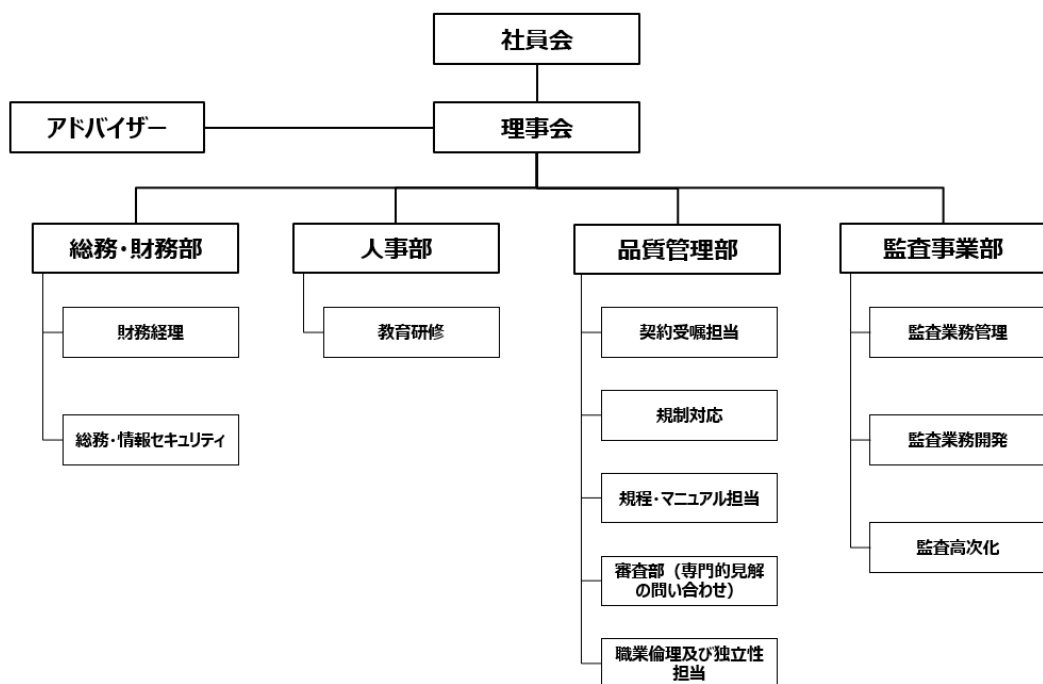 社員会
アドバイザー
理事会
総務・財務部
財務経理
総務・情報セキュリティ
人事部
教育研修
品質管理部
契約受嘱担当
規制対応
規程・マニュアル担当
審査部（専門的見解
の問い合わせ）
職業倫理及び独立性
担当
監査事業部
監査業務管理
監査業務開発
監査高次化